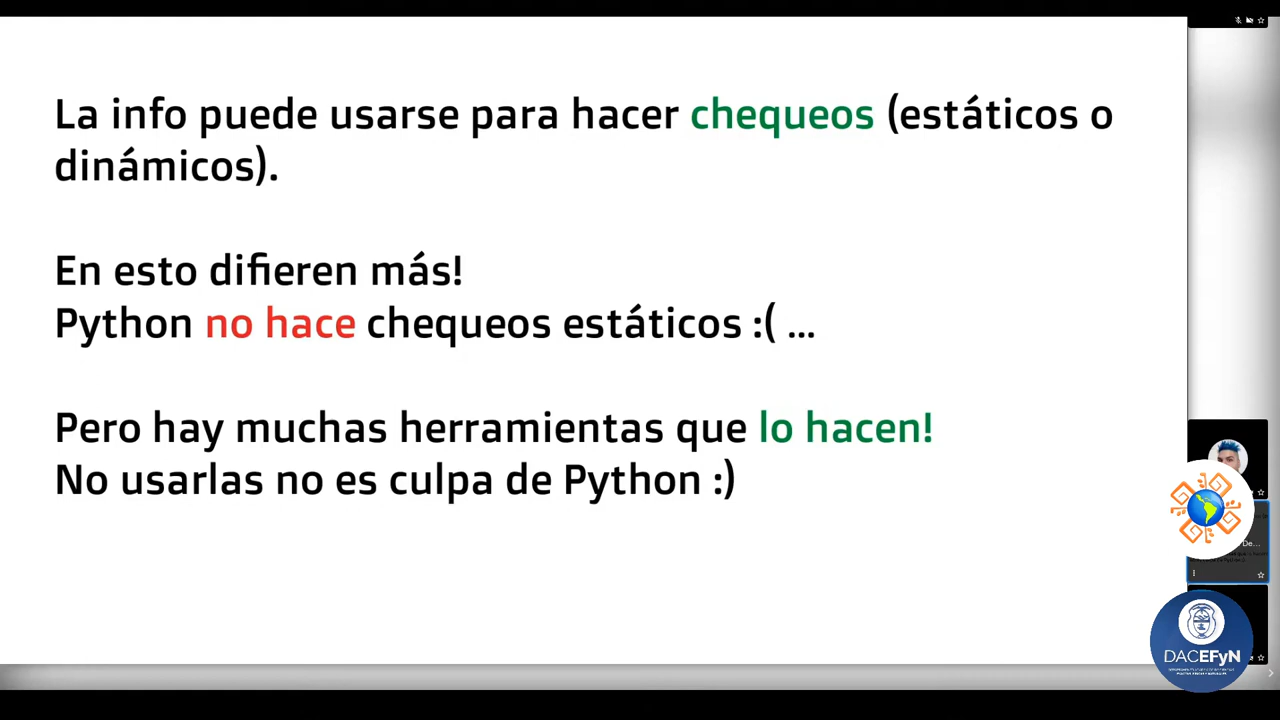 La info puede usarse para hacer chequeos (estáticos o
dinámicos).
En esto difieren más!
Python no hace chequeos estáticos :( ...
Pero hay muchas herramientas que lo hacen!
No usarlas no es culpa de Python :)
De...
DACEFyN